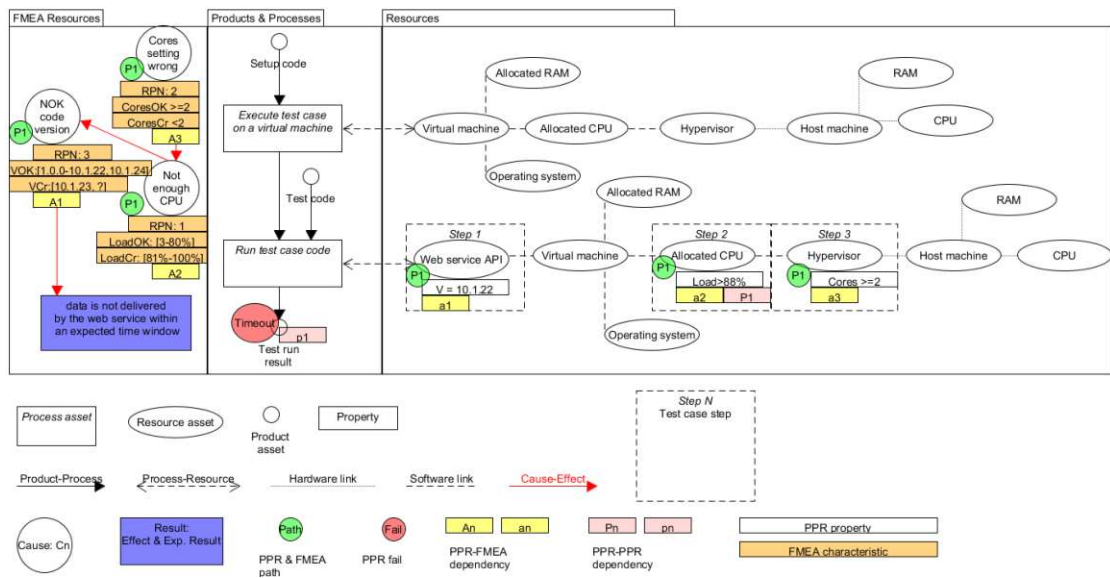 FMEA Resources
Products & Processes
Resources
Cores
setting
wrong
P1
RPN: 2
CoresOK >=2
CoresCr <2
A3
NOK
code
version
P1
RPN: 3
VOK:[1.0.0-10.1.22,10.1.24]
VCr:[10.1.23, ?]
A1
Not
enough
CPU
P1
RPN: 1
LoadOK: [3-80%]
LoadCr: [81%-100%]
A2
data is not delivered
by the web service within
an expected time window
Setup code
Execute test case
on a virtual machine
Test code
Run test case code
Timeout
p1
Test run
result
Allocated RAM
Virtual machine
Allocated CPU
Hypervisor
Host machine
RAM
CPU
Operating system
Allocated RAM
Step 1
Web service API
P1
V = 10.1.22
a1
Virtual machine
Step 2
Allocated CPU
P1
Load>88%
a2
P1
Step 3
Hypervisor
P1
Cores >=2
a3
Host machine
RAM
CPU
Operating system
Process asset
Resource asset
Product
asset
Property
Step N
Test case step
Product-Process
Process-Resource
Hardware link
Software link
Cause-Effect
Cause: Cn
Result:
Effect & Exp. Result
Path
PPR & FMEA
path
Fail
PPR fail
An
an
PPR-FMEA
dependency
Pn
pn
PPR-PPR
dependency
PPR property
FMEA characteristic